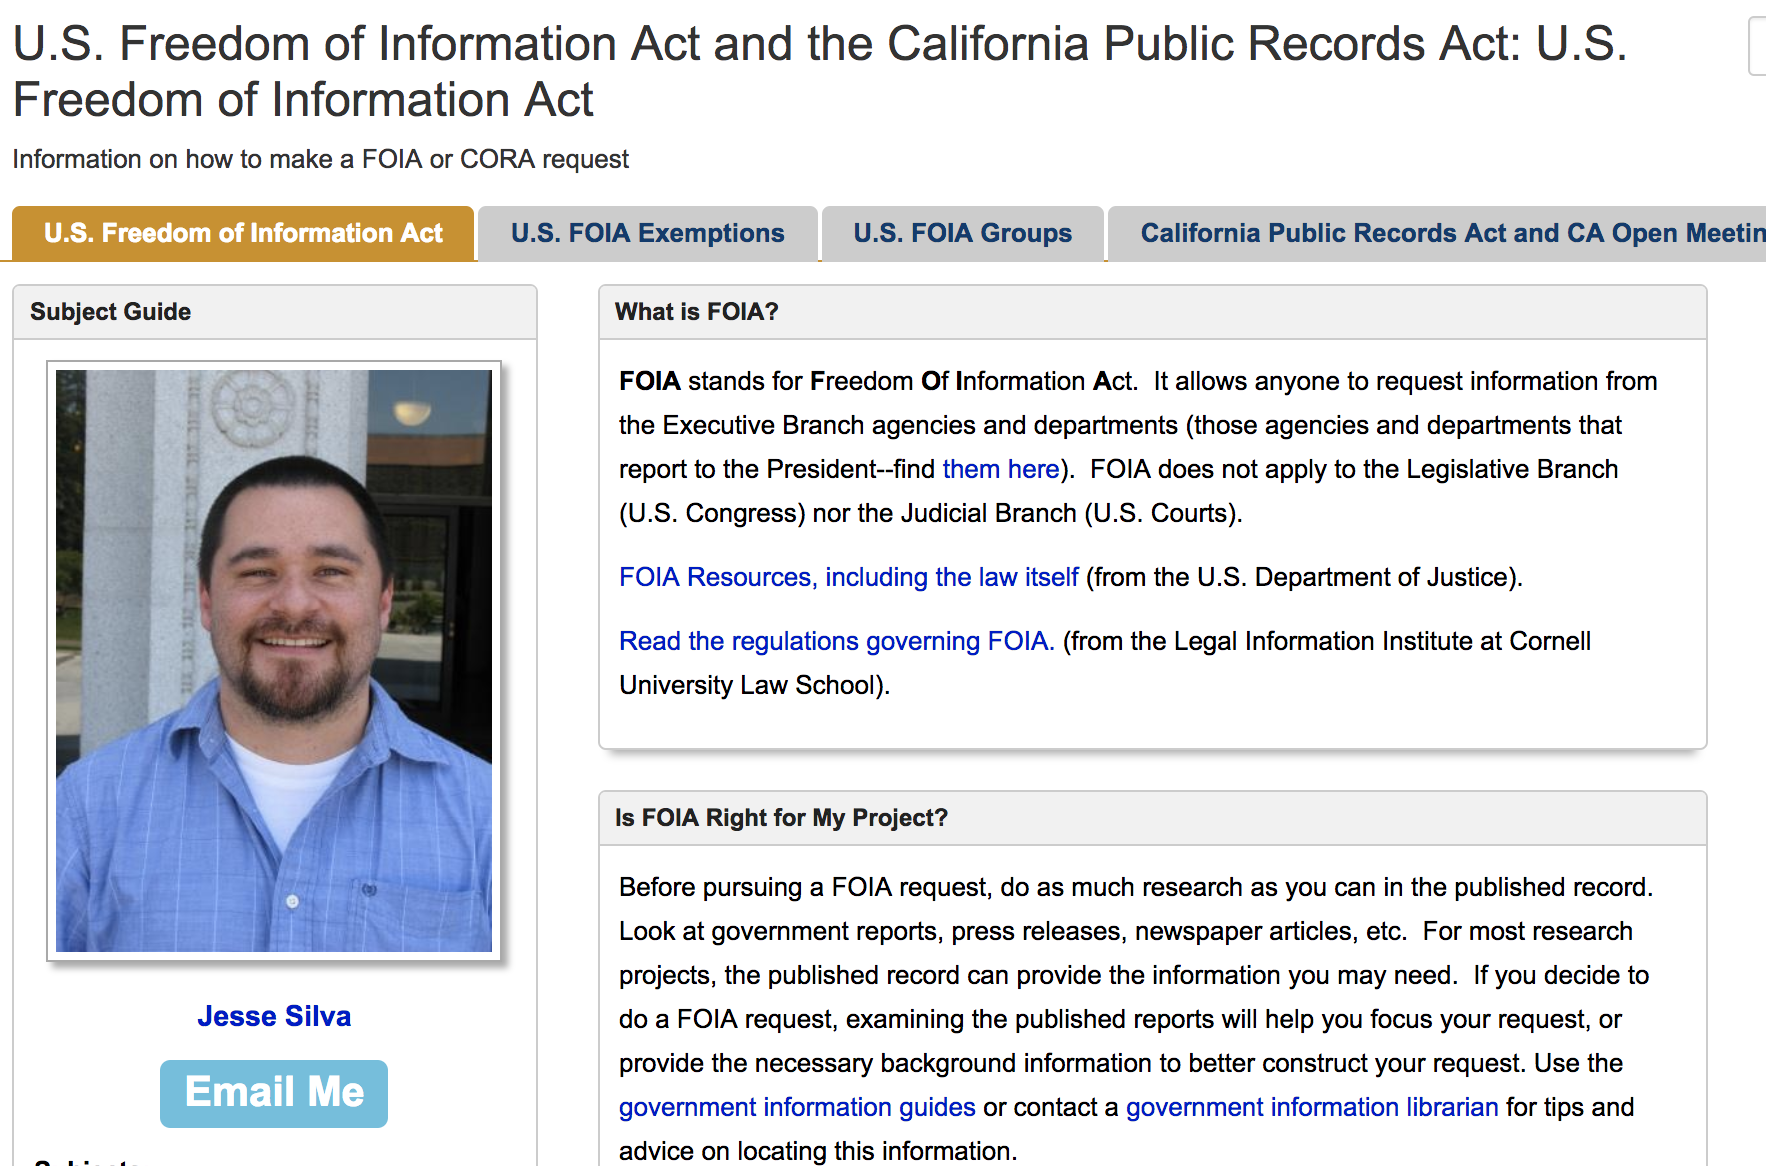 U.S. Freedom of Information Act and the California Public Records Act: U.S.
Freedom of Information Act
Information on how to make a FOIA or CORA request
U.S. Freedom of Information Act
U.S. FOIA Exemptions
U.S. FOIA Groups
California Public Records Act and CA Open Meetin
Subject Guide
Jesse Silva
Email Me
What is FOIA?
FOIA stands for Freedom Of Information Act.  It allows anyone to request information from
the Executive Branch agencies and departments (those agencies and departments that
report to the President--find them here).  FOIA does not apply to the Legislative Branch
(U.S. Congress) nor the Judicial Branch (U.S. Courts).
FOIA Resources, including the law itself (from the U.S. Department of Justice).
Read the regulations governing FOIA. (from the Legal Information Institute at Cornell
University Law School).
Is FOIA Right for My Project?
Before pursuing a FOIA request, do as much research as you can in the published record.
Look at government reports, press releases, newspaper articles, etc.  For most research
projects, the published record can provide the information you may need.  If you decide to
do a FOIA request, examining the published reports will help you focus your request, or
provide the necessary background information to better construct your request. Use the
government information guides or contact a government information librarian for tips and
advice on locating this information.